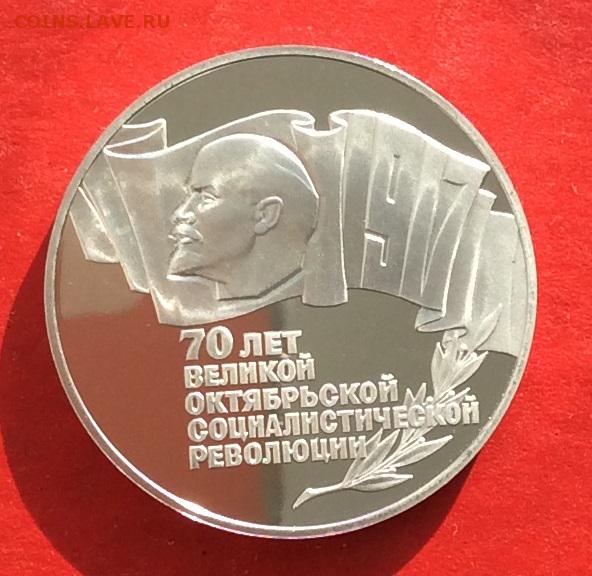 COINS.LAVE.RU
1917
70 ЛЕТ
ВЕЛИКОЙ
ОКТЯБРЬСКОЙ
СОЦИАЛИСТИЧЕСКОЙ
РЕВОЛЮЦИИ